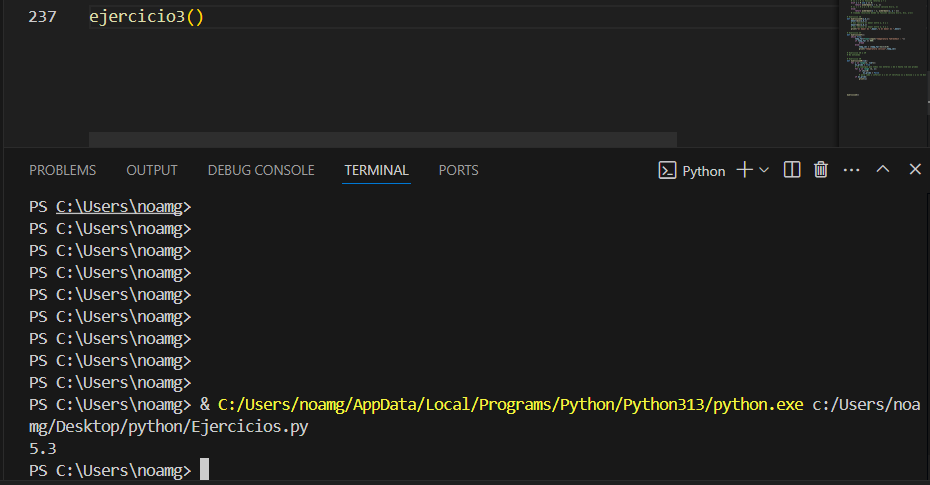 237 ejercicio3()
PROBLEMS OUTPUT DEBUG CONSOLE TERMINAL PORTS Python
PS C:\Users\noamg>
PS C:\Users\noamg>
PS C:\Users\noamg>
PS C:\Users\noamg>
PS C:\Users\noamg>
PS C:\Users\noamg>
PS C:\Users\noamg>
PS C:\Users\noamg>
PS C:\Users\noamg>
PS C:\Users\noamg> & C:/Users/noamg/AppData/Local/Programs/Python/Python313/python.exe c:/Users/noa
mg/Desktop/python/Ejercicios.py
5.3
PS C:\Users\noamg>